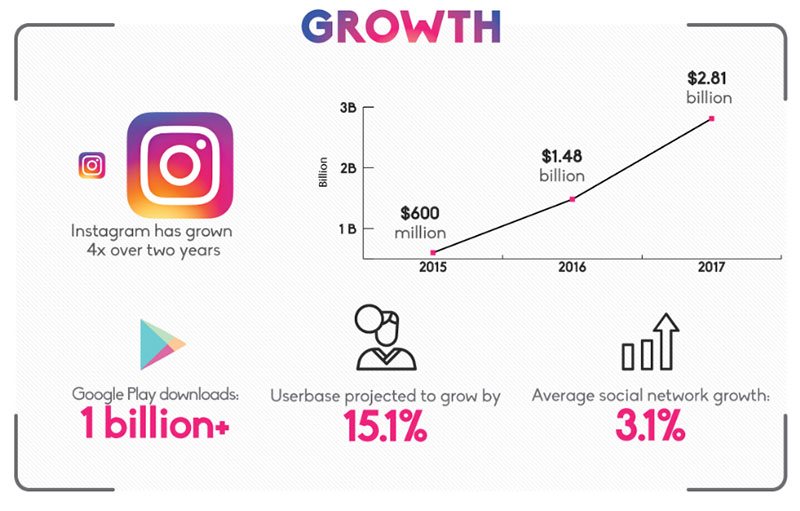 GROWTH
Instagram has grown
4x over two years
Billion
3B
2B
1B
$600
million
$1.48
billion
$2.81
billion
2015
2016
2017
Google Play downloads:
1 billion+
Userbase projected to grow by
15.1%
Average social network growth:
3.1%